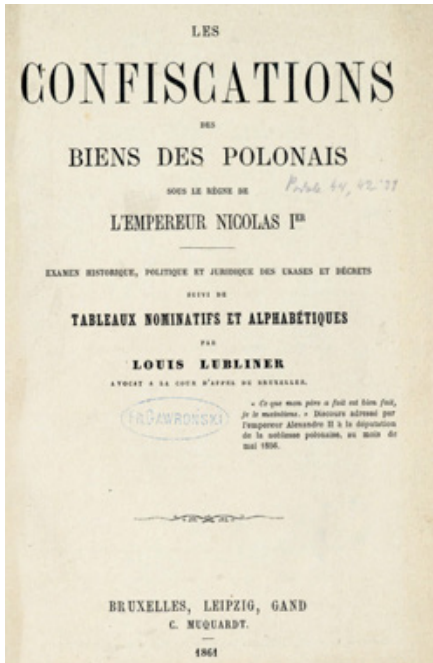 LES
CONFISCATIONS
DES
BIENS DES POLONAIS
SOUS LE RÈGNE DE
L'EMPEREUR NICOLAS IER
EXAMEN HISTORIQUE, POLITIQUE ET JURIDIQUE DES UKASES ET DÉCRETS
SUIVI DE
TABLEAUX NOMINATIFS ET ALPHABÉTIQUES
PAR
LOUIS LUBLINER
AVOCAT A LA COUR D'APPEL DE BRUXELLES.
GAWROŃSKI
« Ce que mon père a fait est bien fait,
je le maintiens. » Discours adressé par
l'empereur Alexandre II à la députation
de la noblesse polonaise, au mois de
mai 1856.
BRUXELLES, LEIPZIG, GAND
C. MUQUARDT.
1861